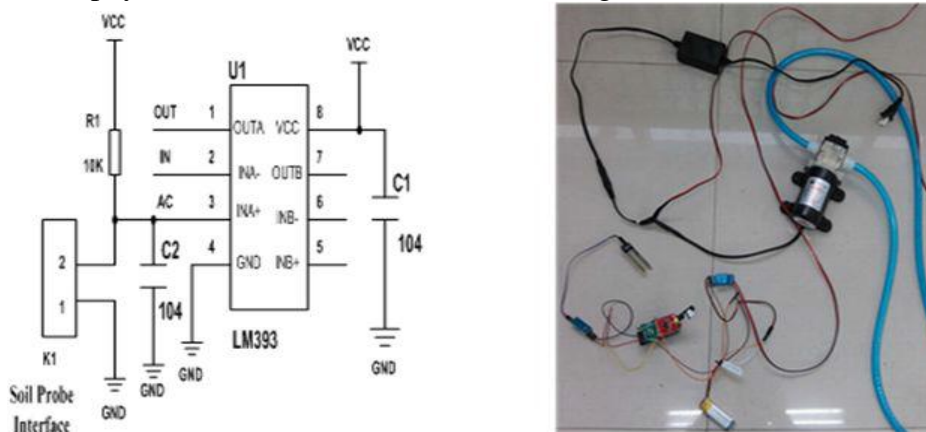 VCC
VCC
U1
R1
10K
OUT 1 OUTA VCC 8
IN 2 INA- OUTB 7
AC 3 INA+ INB- 6
4 GND INB+ 5
C1
104
C2
104
2
1
K1
LM393
GND
GND
GND
GND
Soil Probe
Interface